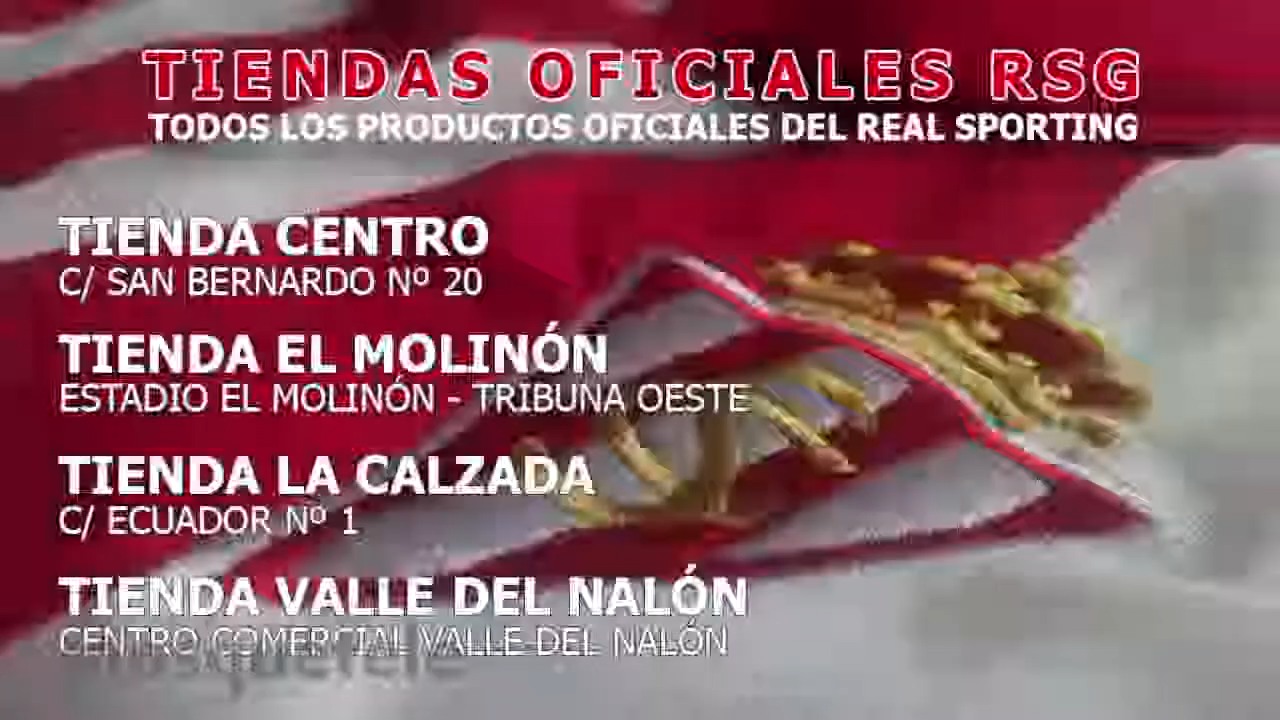 TIENDAS OFICIALES RSG
TODOS LOS PRODUCTOS OFICIALES DEL REAL SPORTING
TIENDA CENTRO
C/ SAN BERNARDO Nº 20
TIENDA EL MOLINÓN
ESTADIO EL MOLINÓN - TRIBUNA OESTE
TIENDA LA CALZADA
C/ ECUADOR Nº 1
TIENDA VALLE DEL NALÓN
CENTRO COMERCIAL VALLE DEL NALÓN